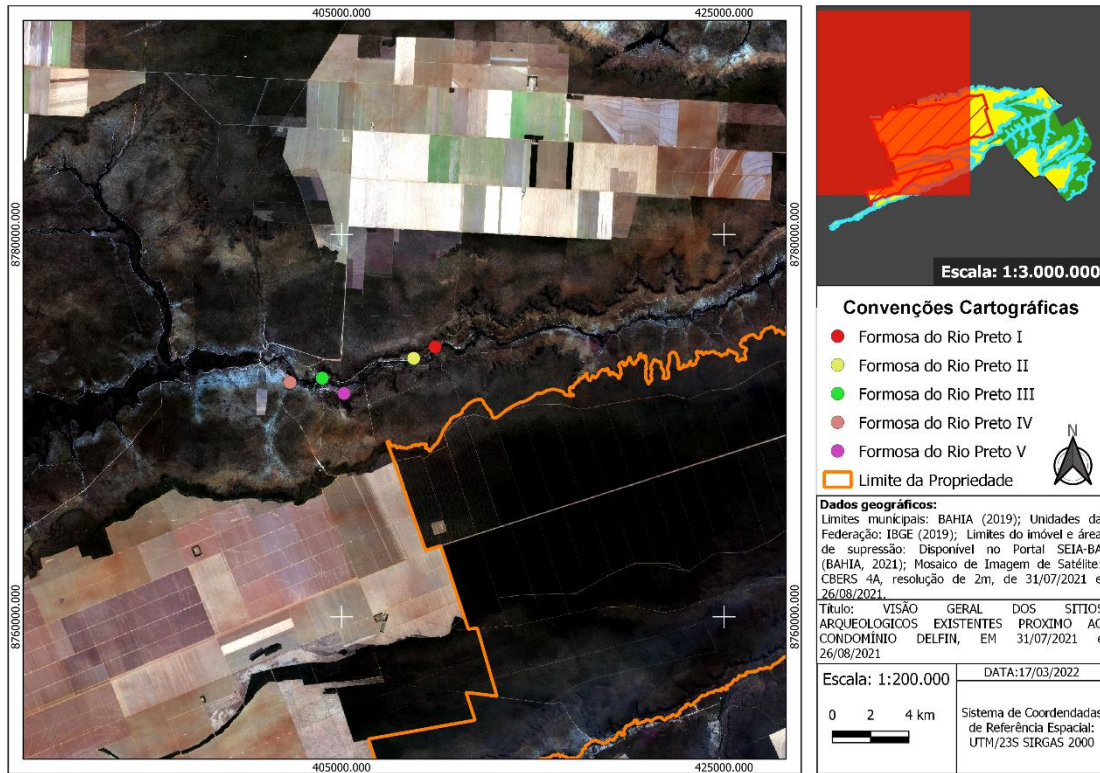 405000.000
425000.000
8780000.000
8780000.000
8760000.000
8760000.000
405000.000
425000.000
Escala: 1:3.000.000
Convenções Cartográficas
Formosa do Rio Preto I
Formosa do Rio Preto II
Formosa do Rio Preto III
Formosa do Rio Preto IV
Formosa do Rio Preto V
Limite da Propriedade
N
Dados geográficos:
Limites municipais: BAHIA (2019); Unidades da
Federação: IBGE (2019); Limites do imóvel e área
de supressão: Disponível no Portal SEIA-BA
(BAHIA, 2021); Mosaico de Imagem de Satélite:
CBERS 4A, resolução de 2m, de 31/07/2021 e
26/08/2021.
Título: VISÃO GERAL DOS SITIOS
ARQUEOLOGICOS EXISTENTES PROXIMO AO
CONDOMÍNIO DELFIN, EM 31/07/2021 e
26/08/2021
Escala: 1:200.000
0 2 4 km
DATA:17/03/2022
Sistema de Coordendadas
de Referência Espacial:
UTM/23S SIRGAS 2000